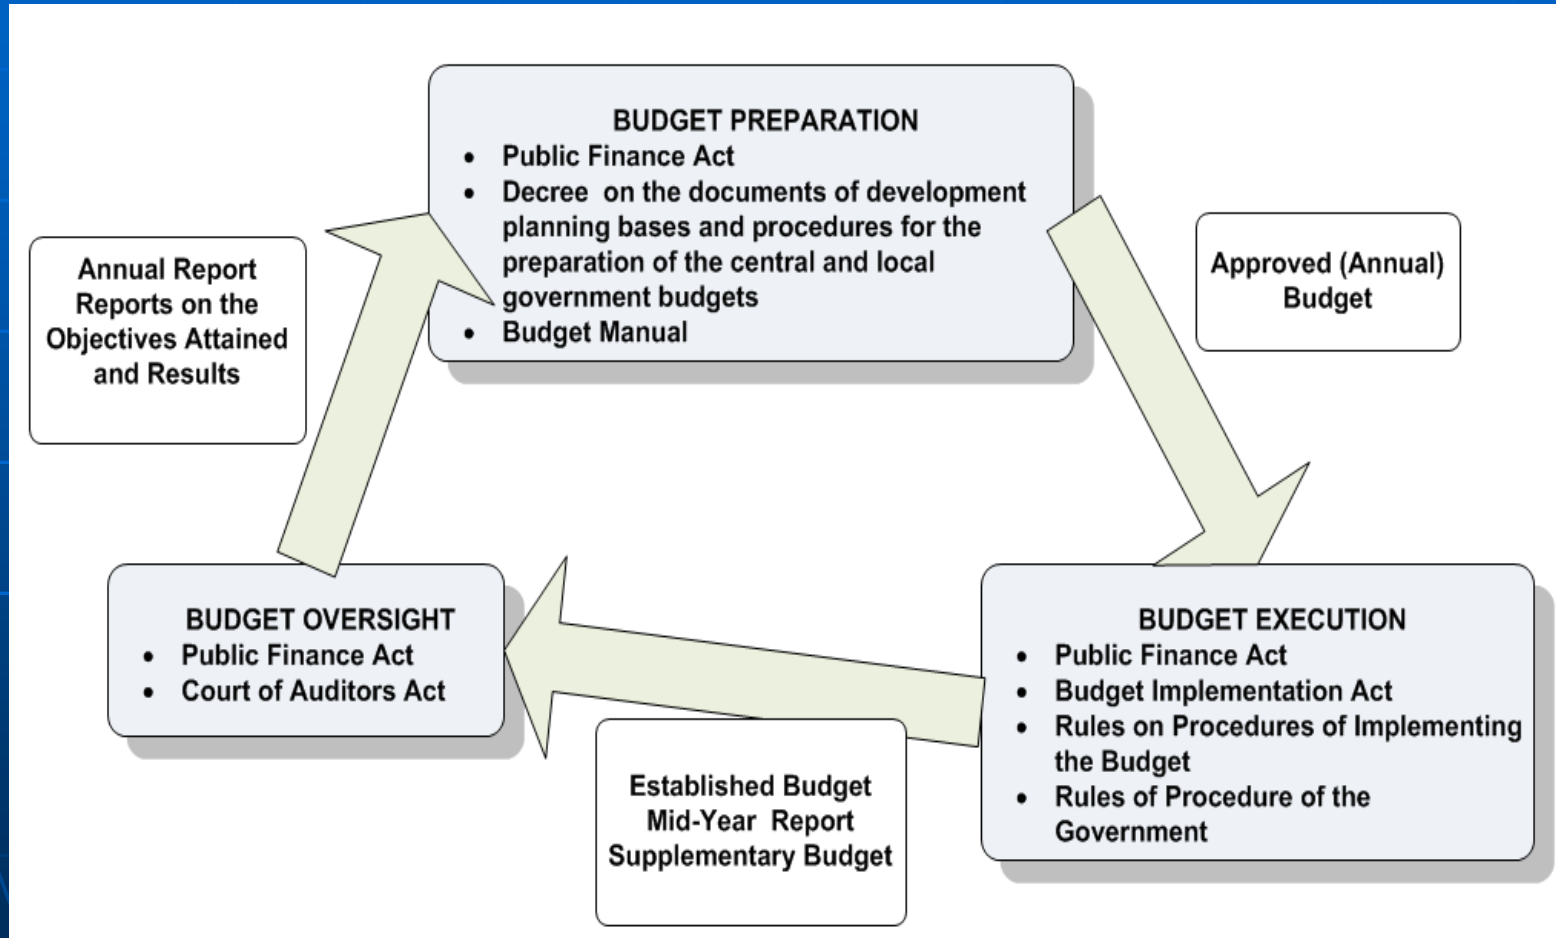 BUDGET PREPARATION
• Public Finance Act
• Decree on the documents of development
planning bases and procedures for the
preparation of the central and local
government budgets
• Budget Manual
Approved (Annual)
Budget
Annual Report
Reports on the
Objectives Attained
and Results
BUDGET OVERSIGHT
• Public Finance Act
• Court of Auditors Act
BUDGET EXECUTION
• Public Finance Act
• Budget Implementation Act
• Rules on Procedures of Implementing
the Budget
• Rules of Procedure of the
Government
Established Budget
Mid-Year Report
Supplementary Budget